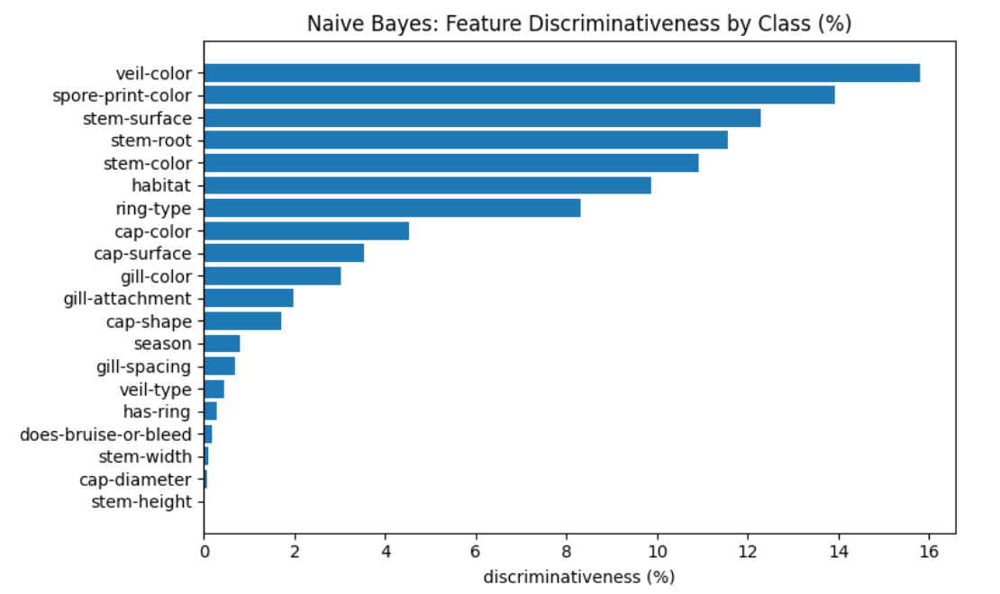 Naive Bayes: Feature Discriminativeness by Class (%)
veil-color
spore-print-color
stem-surface
stem-root
stem-color
habitat
ring-type
cap-color
cap-surface
gill-color
gill-attachment
cap-shape
season
gill-spacing
veil-type
has-ring
does-bruise-or-bleed
stem-width
cap-diameter
stem-height
0 2 4 6 8 10 12 14 16
discriminativeness (%)